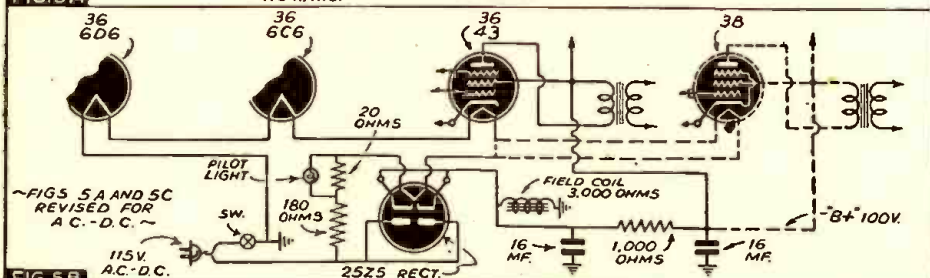 36
6D6
36
6C6
36
43
38
20
OHMS
PILOT
LIGHT
~FIGS 5A AND 5C
REVISED FOR
A.C.-D.C.~
SW.
180
OHMS
FIELD COIL
3,000 OHMS
"B+" 100V.
115V.
A.C.-D.C.
25Z5 RECT.
16
MF.
1,000
OHMS
16
MF.